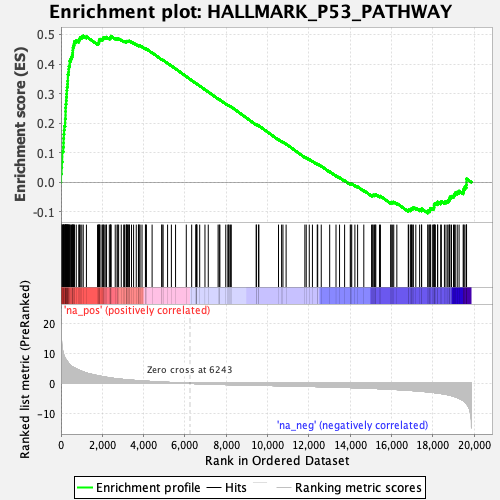 Enrichment plot: HALLMARK_P53_PATHWAY
Enrichment score (ES)
0.5
0.4
0.3
0.2
0.1
0.0
-0.1
'na_pos' (positively correlated)
Ranked list metric (PreRanked)
20
10
0
-10
Zero cross at 6243
'na_neg' (negatively correlated)
0
2,000
4,000
6,000
8,000
10,000
12,000
14,000
16,000
18,000
20,000
Rank in Ordered Dataset
Enrichment profile
Hits
Ranking metric scores